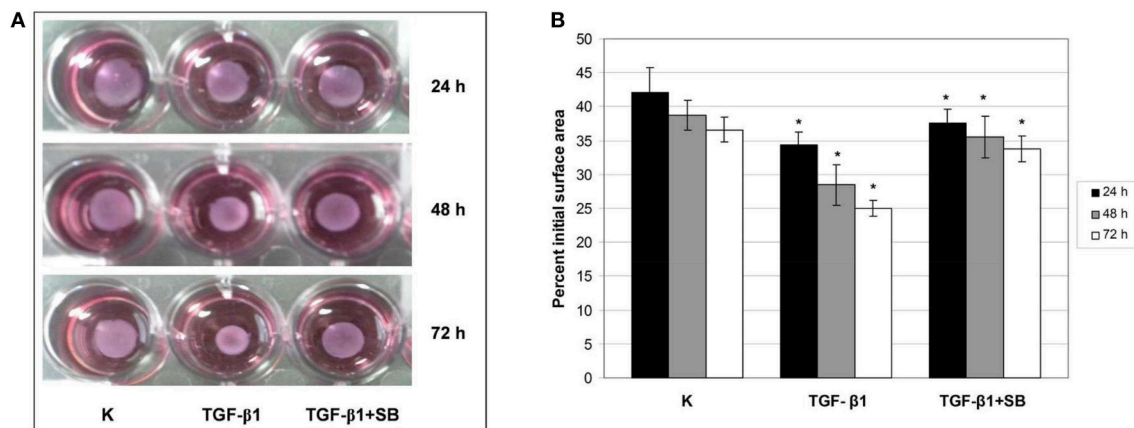 A
24 h
48 h
72 h
K TGF-β1 TGF-β1+SB
B
Percent initial surface area
50
45
40
35
30
25
20
15
10
5
0
* * * * * *
K TGF- β1 TGF-β1+SB
24 h
48 h
72 h